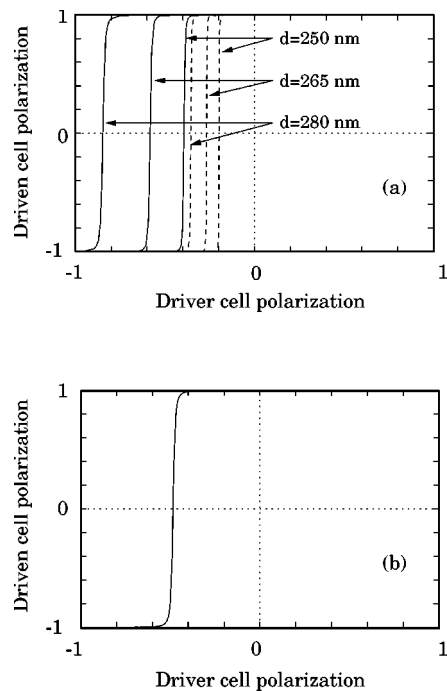 1
d=250 nm
d=265 nm
0
d=280 nm
(a)
-1
-1
0
1
Driven cell polarization
Driver cell polarization
1
0
(b)
-1
-1
0
1
Driven cell polarization
Driver cell polarization